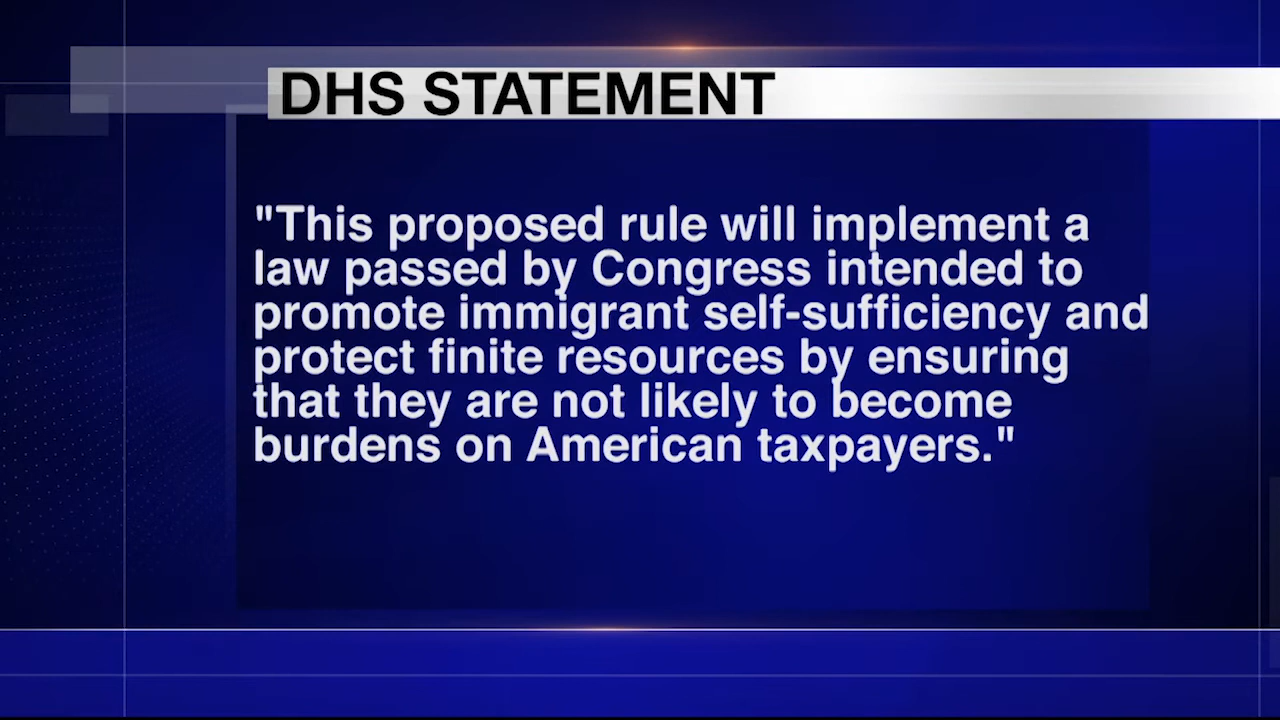 DHS STATEMENT
"This proposed rule will implement a
law passed by Congress intended to
promote immigrant self-sufficiency and
protect finite resources by ensuring
that they are not likely to become
burdens on American taxpayers."